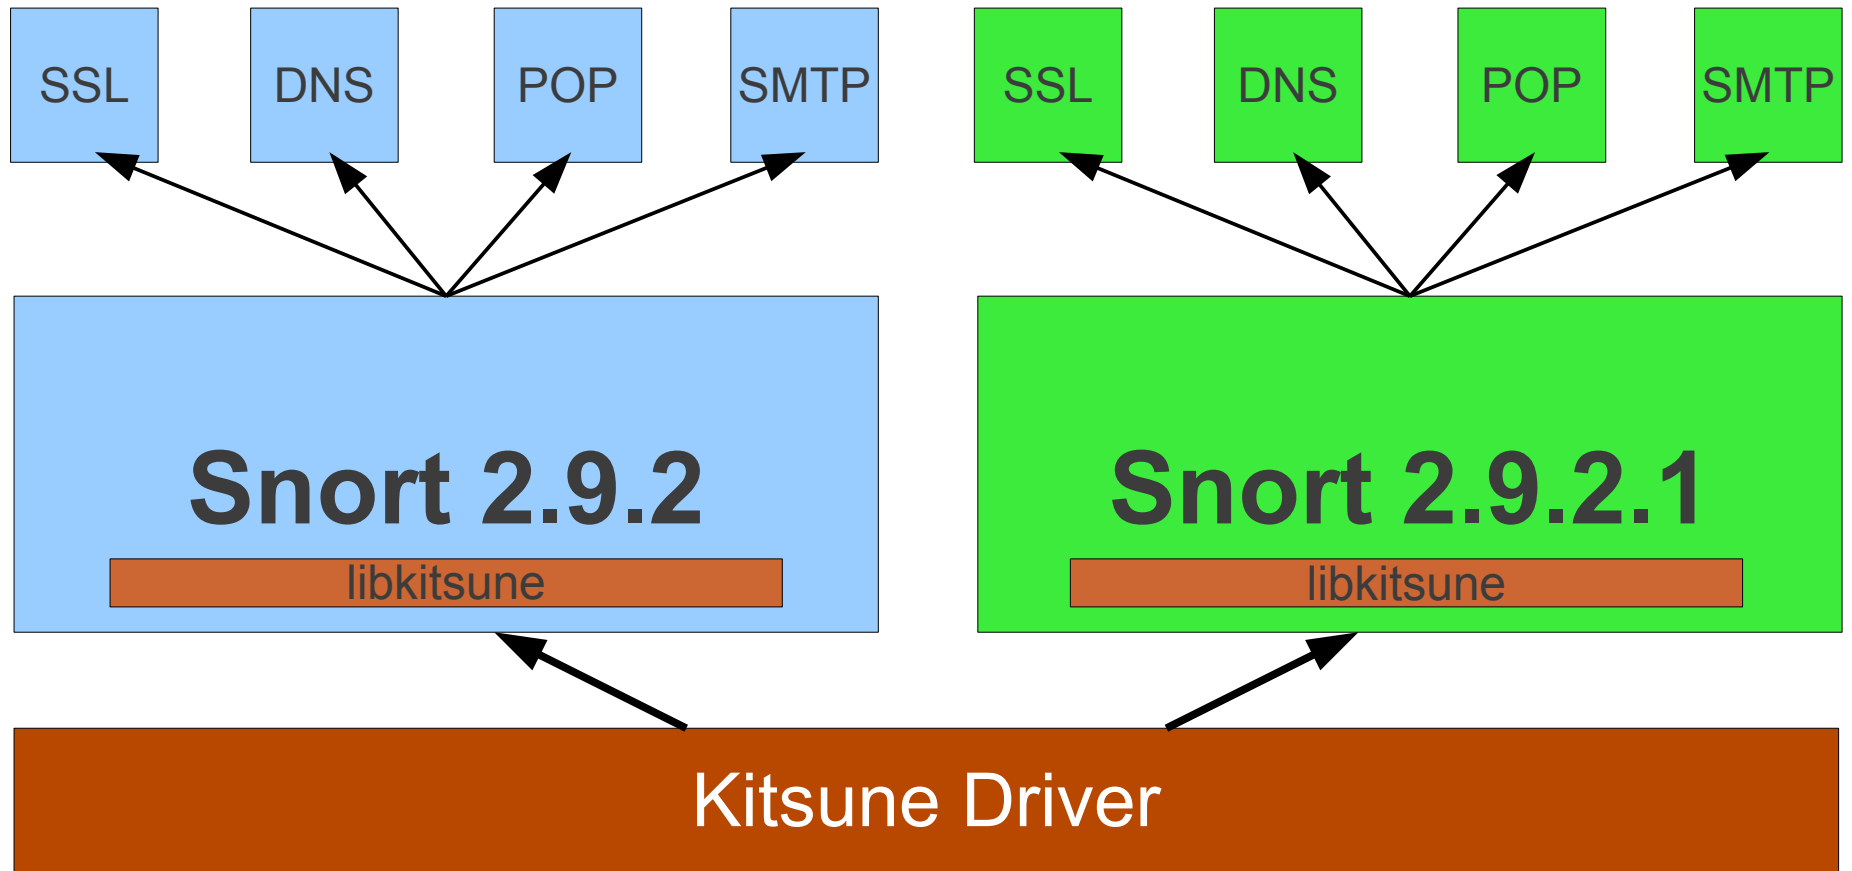 SSL DNS POP SMTP SSL DNS POP SMTP
Snort 2.9.2 Snort 2.9.2.1
libkitsune libkitsune
Kitsune Driver